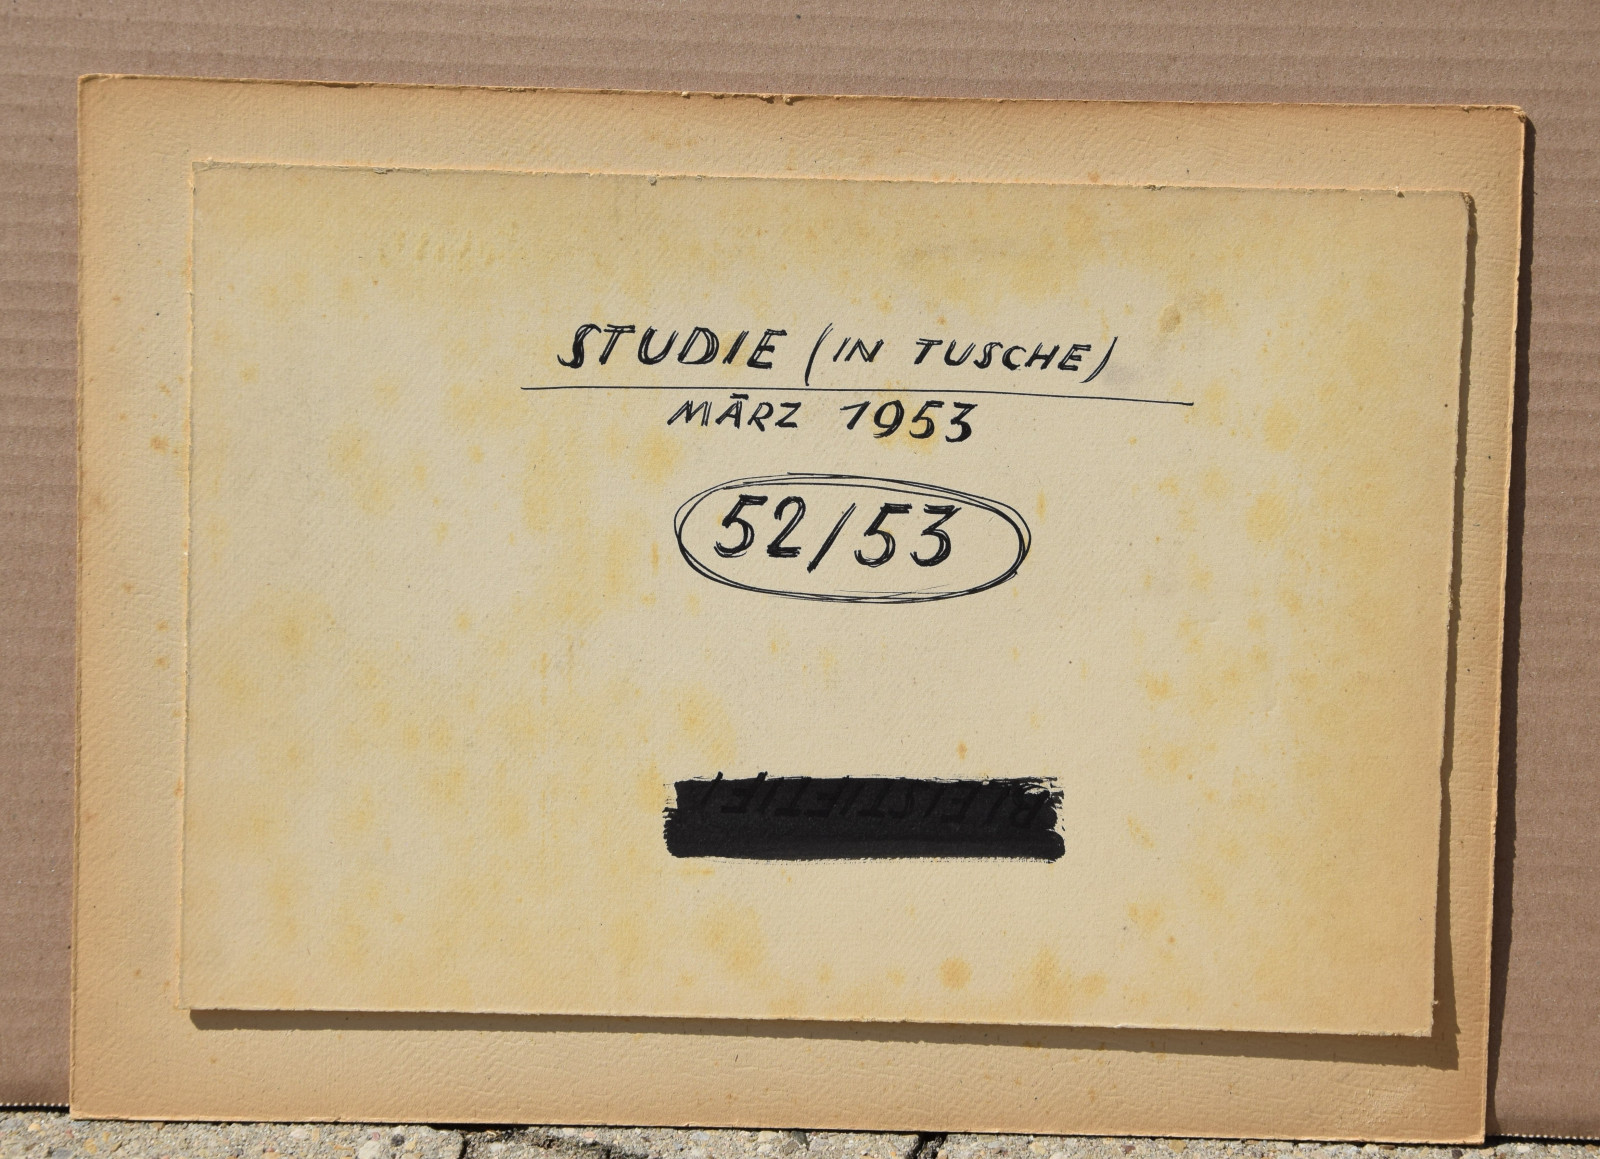 STUDIE (IN TUSCHE)
MÄRZ 1953
52/53